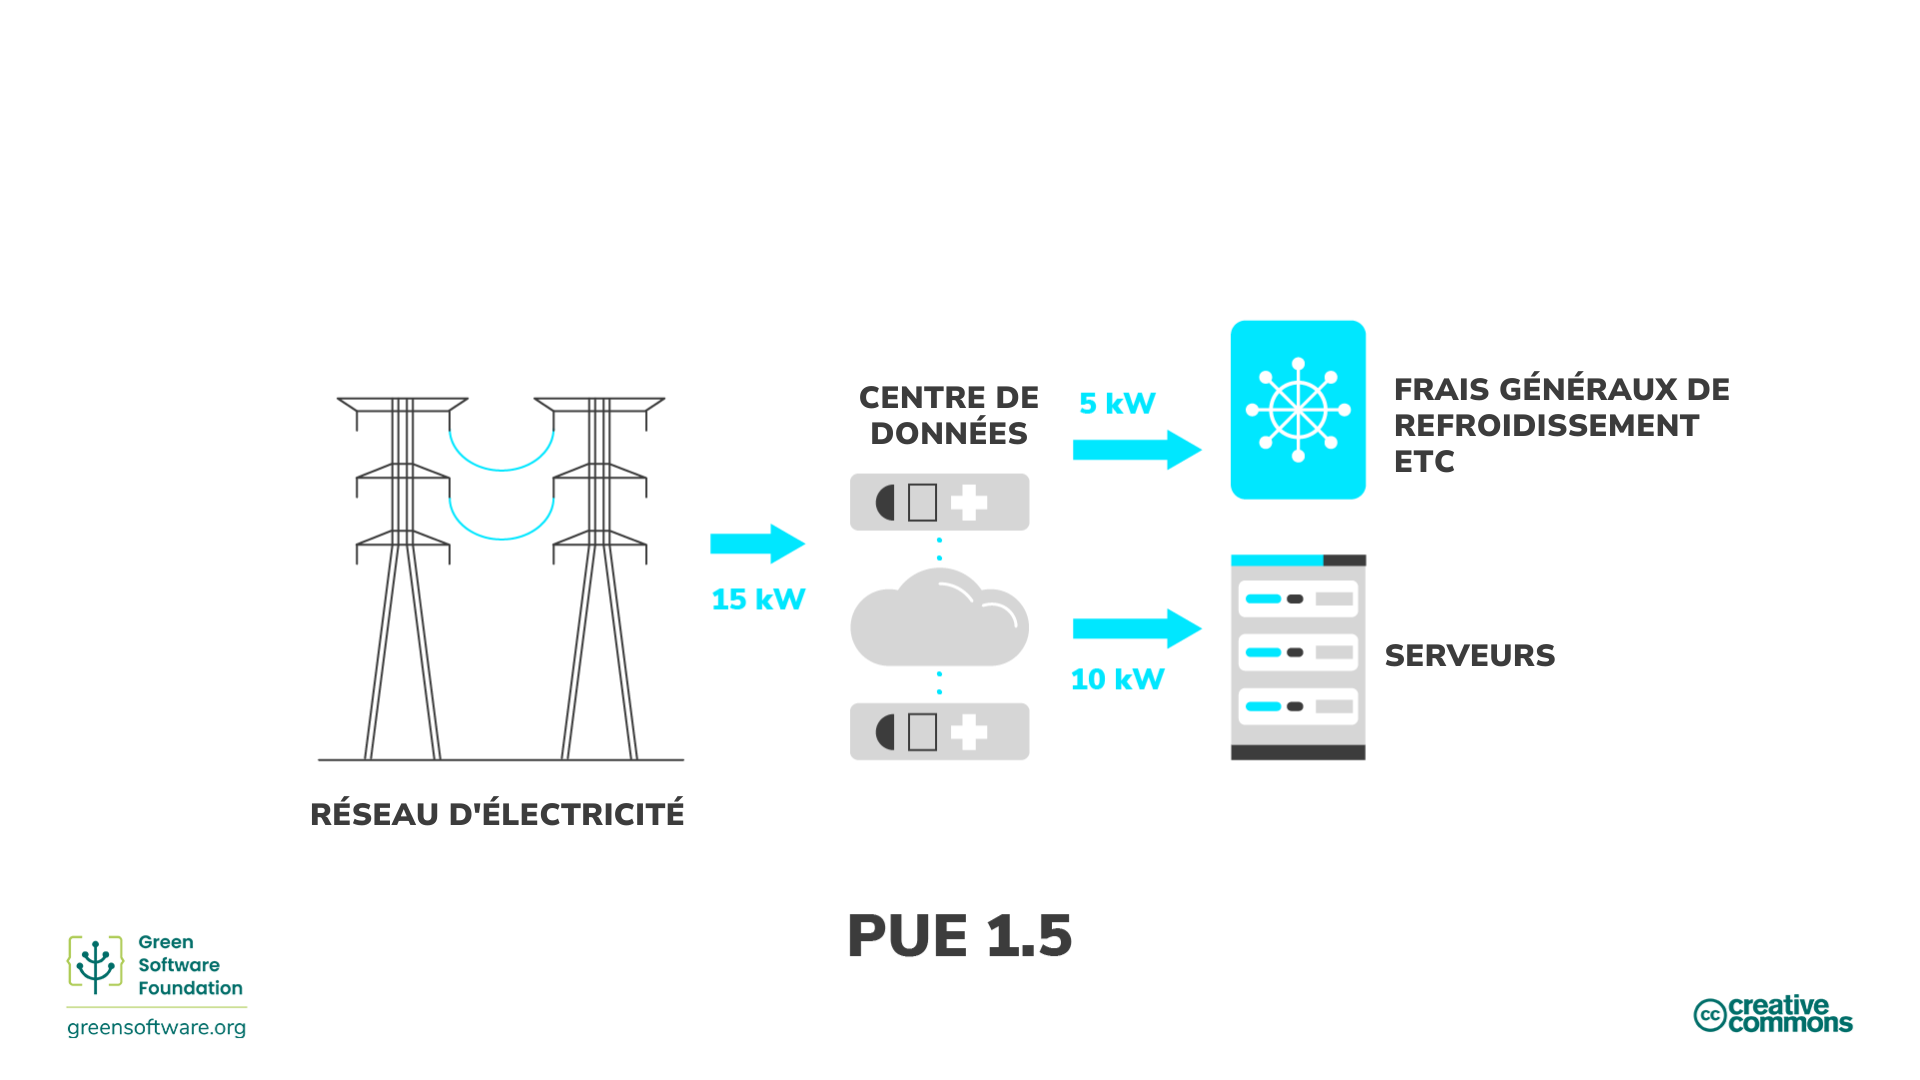 CENTRE DE
DONNÉES
5 kW
FRAIS GÉNÉRAUX DE
REFROIDISSEMENT
ETC
15 kW
10 kW
SERVEURS
RÉSEAU D'ÉLECTRICITÉ
PUE 1.5
Green
Software
Foundation
greensoftware.org
cc creative
commons